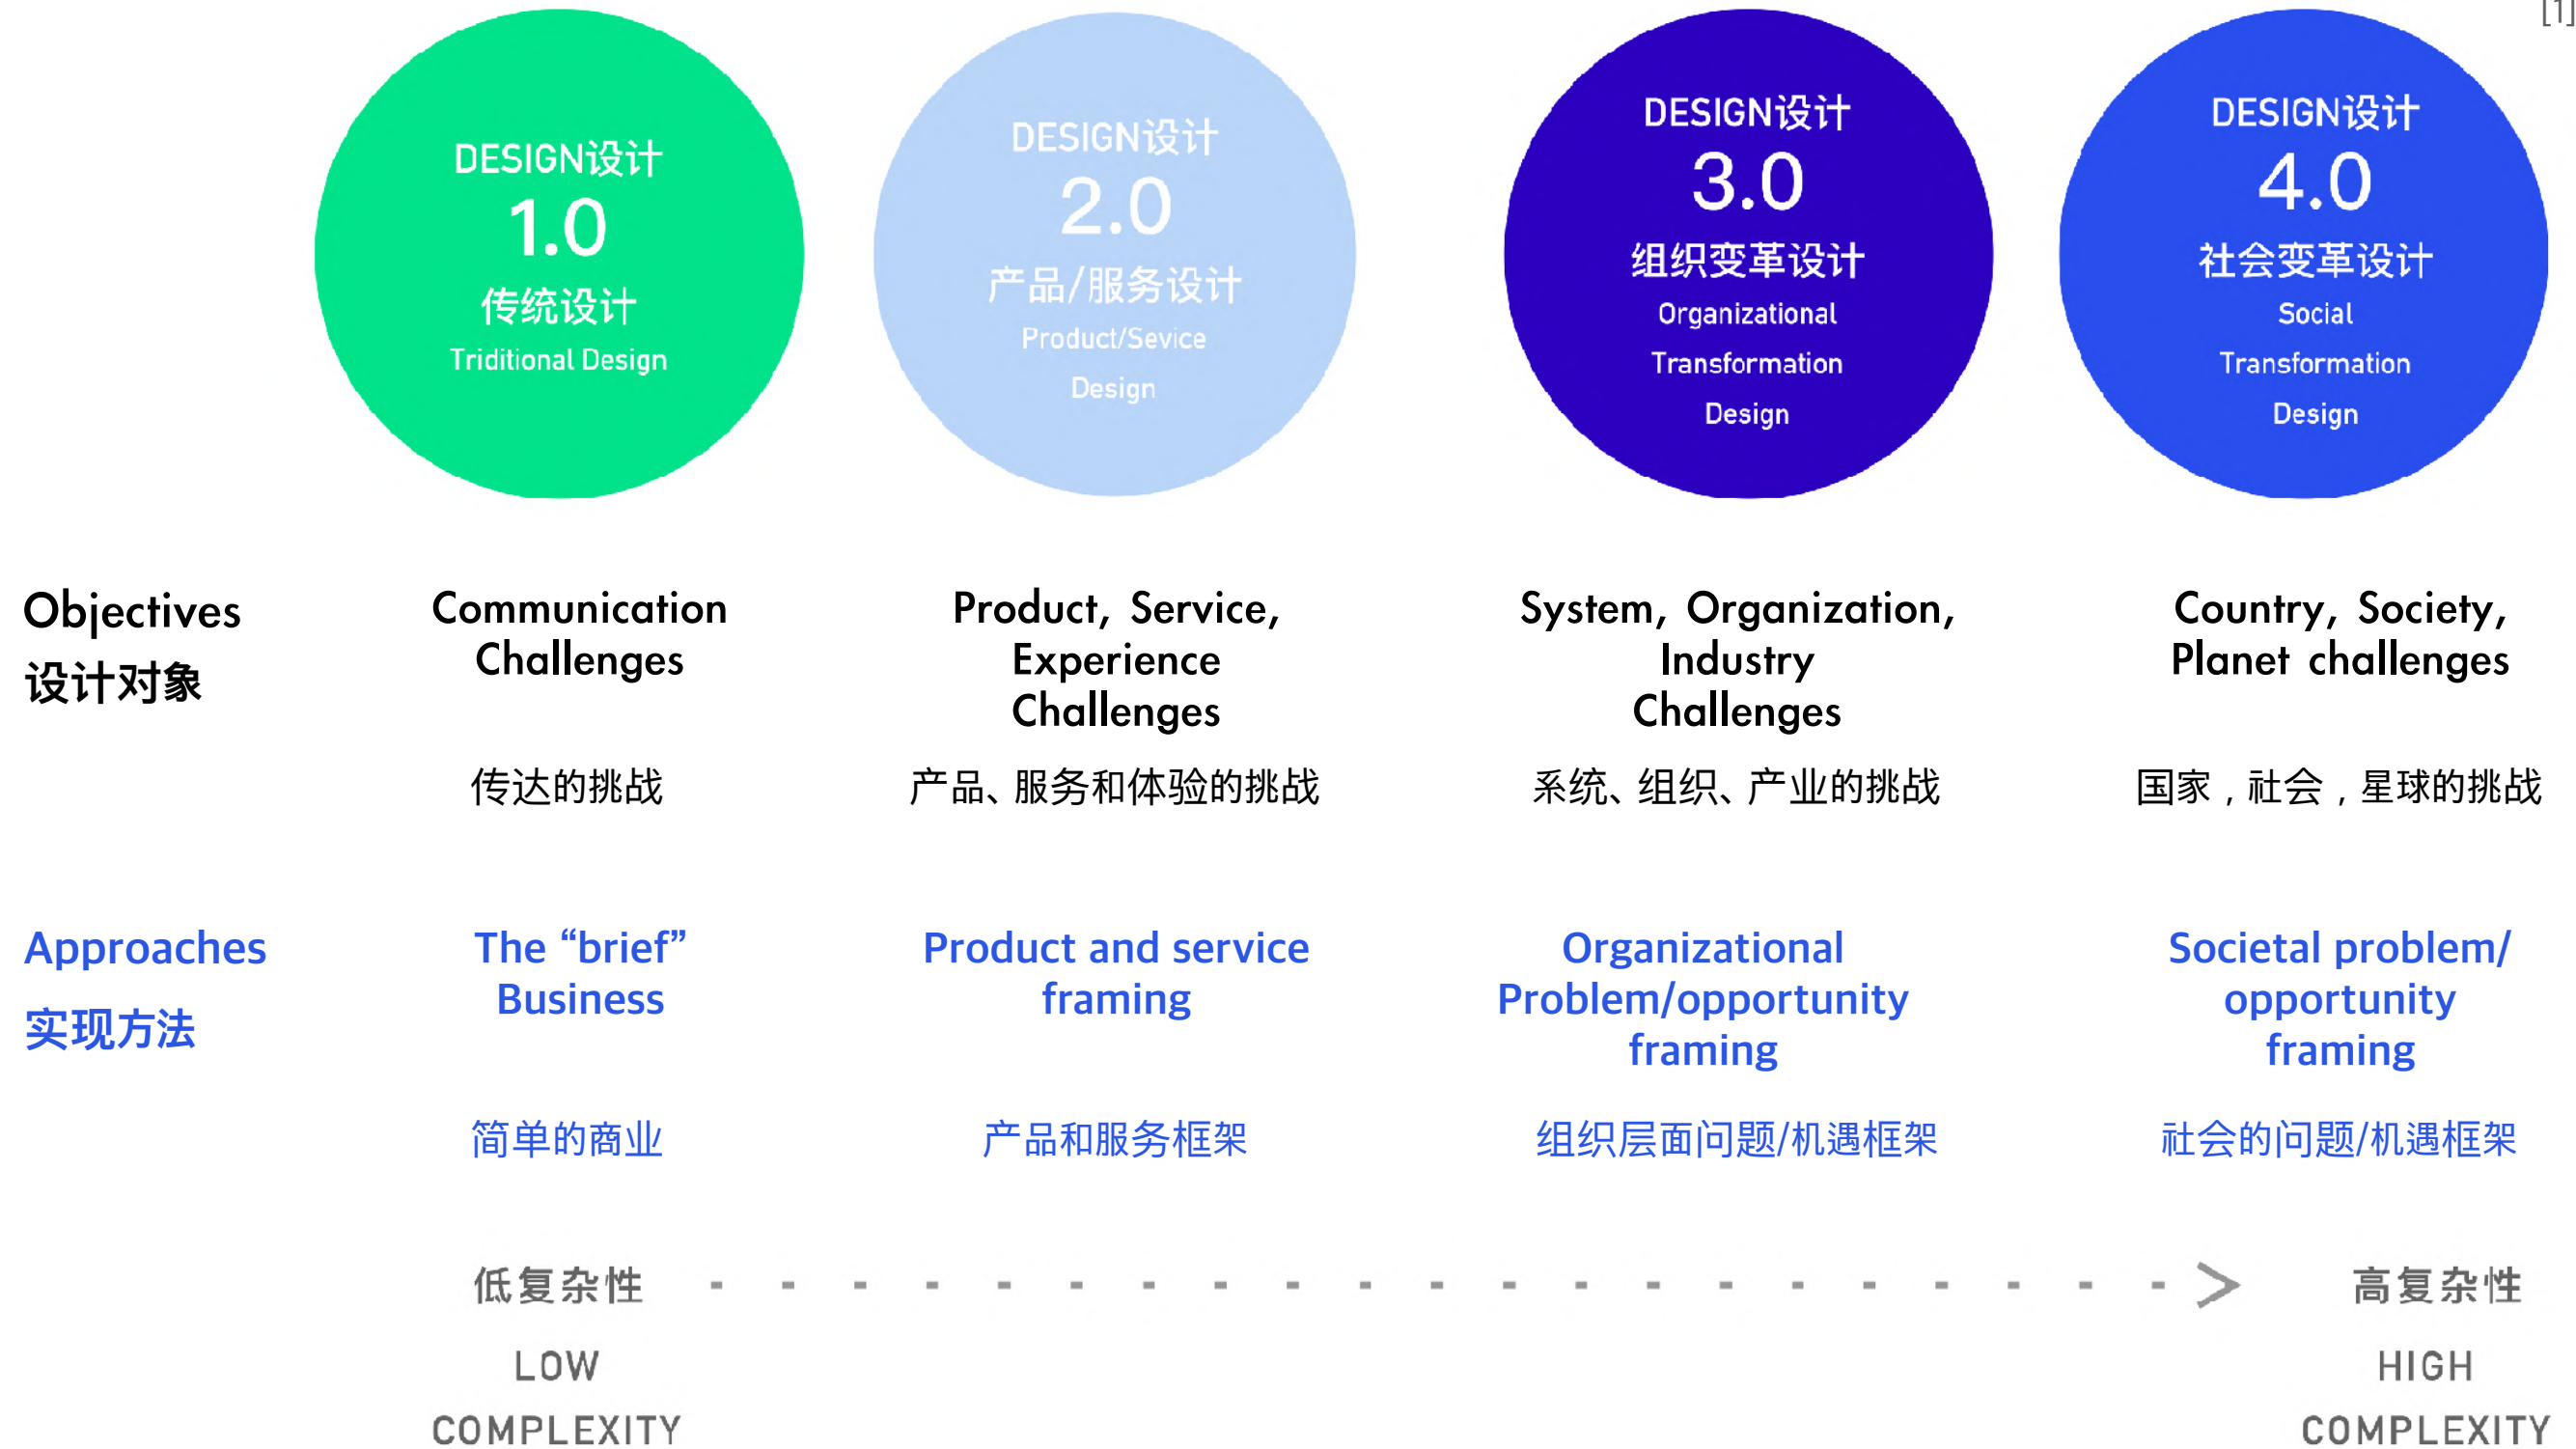 [1]
DESIGN设计
1.0
传统设计
Triditional Design
DESIGN设计
2.0
产品/服务设计
Product/Sevice
Design
DESIGN设计
3.0
组织变革设计
Organizational
Transformation
Design
DESIGN设计
4.0
社会变革设计
Social
Transformation
Design
Objectives
设计对象
Communication
Challenges
传达的挑战
Product, Service,
Experience
Challenges
产品、服务和体验的挑战
System, Organization,
Industry
Challenges
系统、组织、产业的挑战
Country, Society,
Planet challenges
国家，社会，星球的挑战
Approaches
实现方法
The “brief”
Business
简单的商业
Product and service
framing
产品和服务框架
Organizational
Problem/opportunity
framing
组织层面问题/机遇框架
Societal problem/
opportunity
framing
社会的问题/机遇框架
低复杂性
LOW
COMPLEXITY
高复杂性
HIGH
COMPLEXITY